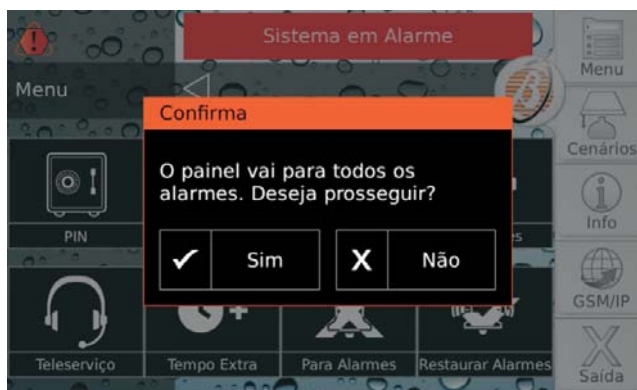 Sistema em Alarme
Menu
Menu
Confirma
O painel vai para todos os
alarmes. Deseja prosseguir?
Sim
Não
PIN
Cenários
Info
GSM/IP
Teleserviço
Tempo Extra
Para Alarmes
Restaurar Alarmes
Saída